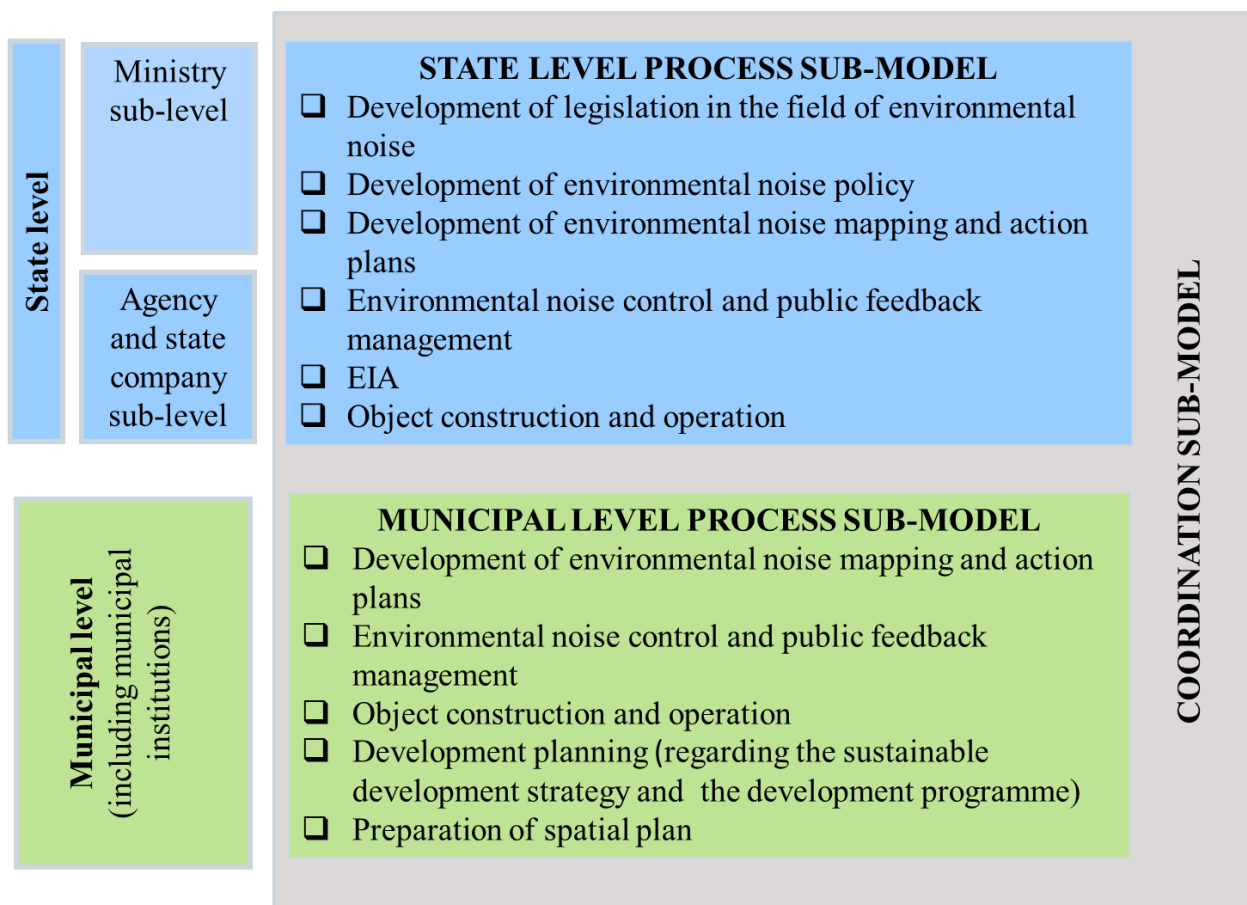 State level
Ministry
sub-level
Agency
and state
company
sub-level
STATE LEVEL PROCESS SUB-MODEL
❑ Development of legislation in the field of environmental
noise
❑ Development of environmental noise policy
❑ Development of environmental noise mapping and action
plans
❑ Environmental noise control and public feedback
management
❑ EIA
❑ Object construction and operation
Municipal level
(including municipal
institutions)
MUNICIPAL LEVEL PROCESS SUB-MODEL
❑ Development of environmental noise mapping and action
plans
❑ Environmental noise control and public feedback
management
❑ Object construction and operation
❑ Development planning (regarding the sustainable
development strategy and the development programme)
❑ Preparation of spatial plan
COORDINATION SUB-MODEL